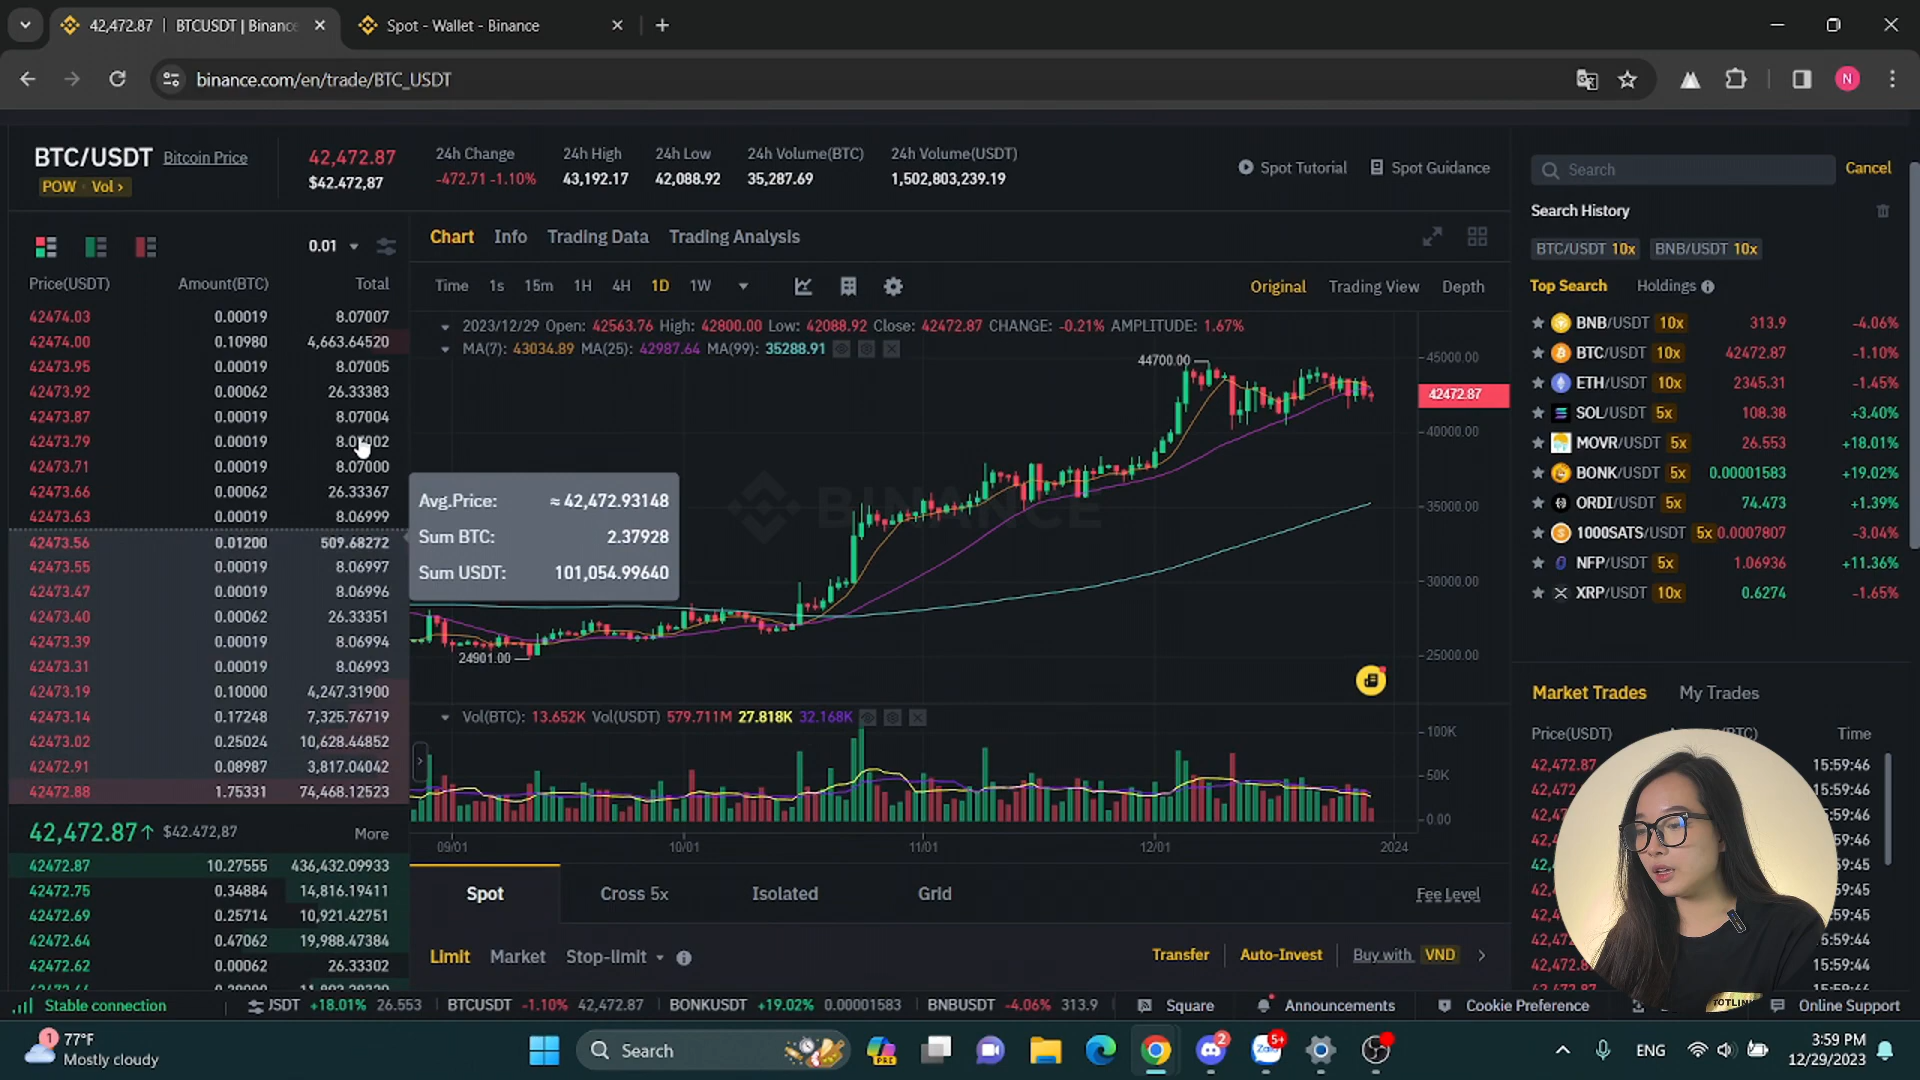 42,472.87 | BTCUSDT | Binance
Spot - Wallet - Binance
binance.com/en/trade/BTC_USDT
N
BTC/USDT Bitcoin Price
POW · Vol ›
42,472.87
$42.472,87
24h Change
-472.71 -1.10%
24h High
43,192.17
24h Low
42,088.92
24h Volume(BTC)
35,287.69
24h Volume(USDT)
1,502,803,239.19
Spot Tutorial
Spot Guidance
Search
Cancel
Search History
BTC/USDT 10x
BNB/USDT 10x
Top Search
Holdings
BNB/USDT 10x 313.9 -4.06%
BTC/USDT 10x 42472.87 -1.10%
ETH/USDT 10x 2345.31 -1.45%
SOL/USDT 5x 108.38 +3.40%
MOVR/USDT 5x 26.553 +18.01%
BONK/USDT 5x 0.00001583 +19.02%
ORDI/USDT 5x 74.473 +1.39%
1000SATS/USDT 5x 0.0007807 -3.04%
NFP/USDT 5x 1.06936 +11.36%
XRP/USDT 10x 0.6274 -1.65%
0.01
Price(USDT) Amount(BTC) Total
42474.03 0.00019 8.07007
42474.00 0.10980 4,663.64520
42473.95 0.00019 8.07005
42473.92 0.00062 26.33383
42473.87 0.00019 8.07004
42473.79 0.00019 8.07002
42473.71 0.00019 8.07000
42473.66 0.00062 26.33367
42473.63 0.00019 8.06999
42473.56 0.01200 509.68272
42473.55 0.00019 8.06997
42473.47 0.00019 8.06996
42473.40 0.00062 26.33351
42473.39 0.00019 8.06994
42473.31 0.00019 8.06993
42473.19 0.10000 4,247.31900
42473.14 0.17248 7,325.76719
42473.02 0.25024 10,628.44852
42472.91 0.08987 3,817.04042
42472.88 1.75331 74,468.12523
42,472.87↑ $42.472,87 More
42472.87 10.27555 436,432.09933
42472.75 0.34884 14,816.19411
42472.69 0.25714 10,921.42751
42472.64 0.47062 19,988.47384
42472.62 0.00062 26.33302
Avg.Price: ≈ 42,472.93148
Sum BTC: 2.37928
Sum USDT: 101,054.99640
Chart Info Trading Data Trading Analysis
Time 1s 15m 1H 4H 1D 1W
Original Trading View Depth
2023/12/29 Open: 42563.76 High: 42800.00 Low: 42088.92 Close: 42472.87 CHANGE: -0.21% AMPLITUDE: 1.67%
MA(7): 43034.89 MA(25): 42987.64 MA(99): 35288.91
44700.00
24901.00
BINANCE
45000.00
42472.87
40000.00
35000.00
30000.00
25000.00
Vol(BTC): 13.652K Vol(USDT) 579.711M 27.818K 32.168K
100K
50K
0.00
09/01 10/01 11/01 12/01 2024
Spot Cross 5x Isolated Grid
Fee Level
Limit Market Stop-limit
Transfer Auto-Invest Buy with VND
Market Trades My Trades
Price(USDT) Time
42,472.87 15:59:46
15:59:46
15:59:46
15:59:44
15:59:44
Stable connection
JSDT +18.01% 26.553
BTCUSDT -1.10% 42,472.87
BONKUSDT +19.02% 0.00001583
BNBUSDT -4.06% 313.9
Square
Announcements
Cookie Preference
Online Support
1
77°F
Mostly cloudy
Search
PRE
2
Zalo
5+
ENG
3:59 PM
12/29/2023